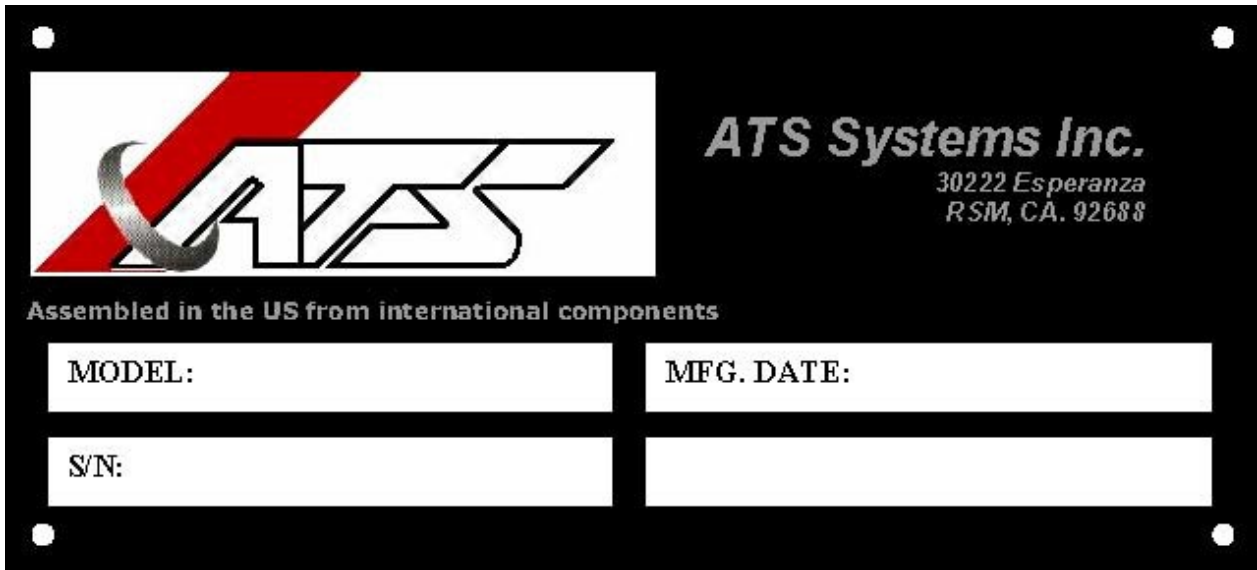 ATS
ATS Systems Inc.
30222 Esperanza
RSM, CA. 92688
Assembled in the US from international components
MODEL:
MFG. DATE:
S/N: